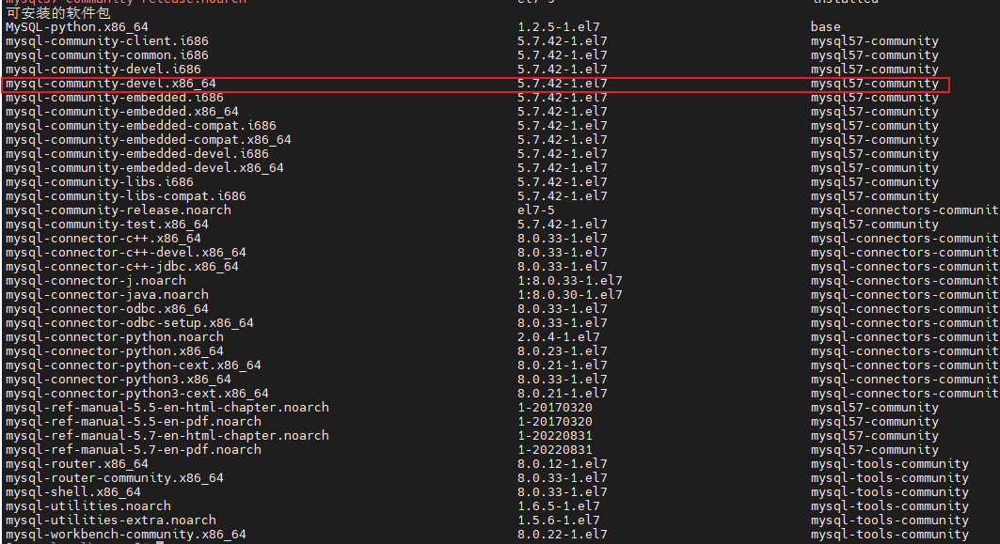 mysql57-community-release.noarch el7-9 installed
可安装的软件包
MySQL-python.x86_64 1.2.5-1.el7 base
mysql-community-client.i686 5.7.42-1.el7 mysql57-community
mysql-community-common.i686 5.7.42-1.el7 mysql57-community
mysql-community-devel.i686 5.7.42-1.el7 mysql57-community
mysql-community-devel.x86_64 5.7.42-1.el7 mysql57-community
mysql-community-embedded.i686 5.7.42-1.el7 mysql57-community
mysql-community-embedded.x86_64 5.7.42-1.el7 mysql57-community
mysql-community-embedded-compat.i686 5.7.42-1.el7 mysql57-community
mysql-community-embedded-compat.x86_64 5.7.42-1.el7 mysql57-community
mysql-community-embedded-devel.i686 5.7.42-1.el7 mysql57-community
mysql-community-embedded-devel.x86_64 5.7.42-1.el7 mysql57-community
mysql-community-libs.i686 5.7.42-1.el7 mysql57-community
mysql-community-libs-compat.i686 5.7.42-1.el7 mysql57-community
mysql-community-release.noarch el7-5 mysql-connectors-communit
mysql-community-test.x86_64 5.7.42-1.el7 mysql57-community
mysql-connector-c++.x86_64 8.0.33-1.el7 mysql-connectors-communit
mysql-connector-c++-devel.x86_64 8.0.33-1.el7 mysql-connectors-communit
mysql-connector-c++-jdbc.x86_64 8.0.33-1.el7 mysql-connectors-communit
mysql-connector-j.noarch 1:8.0.33-1.el7 mysql-connectors-communit
mysql-connector-java.noarch 1:8.0.30-1.el7 mysql-connectors-communit
mysql-connector-odbc.x86_64 8.0.33-1.el7 mysql-connectors-communit
mysql-connector-odbc-setup.x86_64 8.0.33-1.el7 mysql-connectors-communit
mysql-connector-python.noarch 2.0.4-1.el7 mysql-connectors-communit
mysql-connector-python.x86_64 8.0.23-1.el7 mysql-connectors-communit
mysql-connector-python-cext.x86_64 8.0.21-1.el7 mysql-connectors-communit
mysql-connector-python3.x86_64 8.0.33-1.el7 mysql-connectors-communit
mysql-connector-python3-cext.x86_64 8.0.21-1.el7 mysql-connectors-communit
mysql-ref-manual-5.5-en-html-chapter.noarch 1-20170320 mysql57-community
mysql-ref-manual-5.5-en-pdf.noarch 1-20170320 mysql57-community
mysql-ref-manual-5.7-en-html-chapter.noarch 1-20220831 mysql57-community
mysql-ref-manual-5.7-en-pdf.noarch 1-20220831 mysql57-community
mysql-router.x86_64 8.0.12-1.el7 mysql-tools-community
mysql-router-community.x86_64 8.0.33-1.el7 mysql-tools-community
mysql-shell.x86_64 8.0.33-1.el7 mysql-tools-community
mysql-utilities.noarch 1.6.5-1.el7 mysql-tools-community
mysql-utilities-extra.noarch 1.5.6-1.el7 mysql-tools-community
mysql-workbench-community.x86_64 8.0.22-1.el7 mysql-tools-community